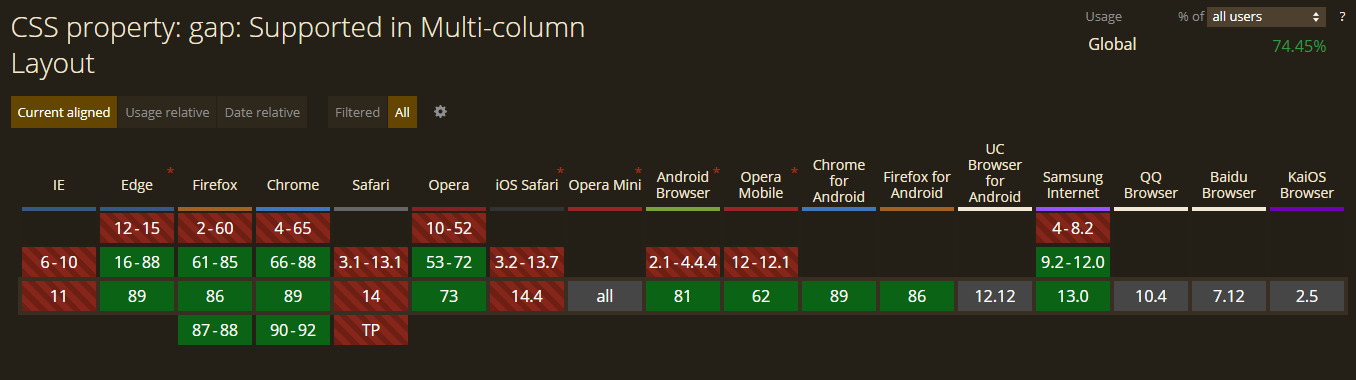 CSS property: gap: Supported in Multi-column
Layout
Usage % of all users ?
Global 74.45%
Current aligned Usage relative Date relative Filtered All
IE Edge * Firefox Chrome Safari Opera iOS Safari * Opera Mini * Android Browser * Opera Mobile * Chrome for Android Firefox for Android UC Browser for Android Samsung Internet QQ Browser Baidu Browser KaiOS Browser
12-15 2-60 4-65 10-52 4-8.2
6-10 16-88 61-85 66-88 3.1-13.1 53-72 3.2-13.7 2.1-4.4.4 12-12.1 9.2-12.0
11 89 86 89 14 73 14.4 all 81 62 89 86 12.12 13.0 10.4 7.12 2.5
87-88 90-92 TP